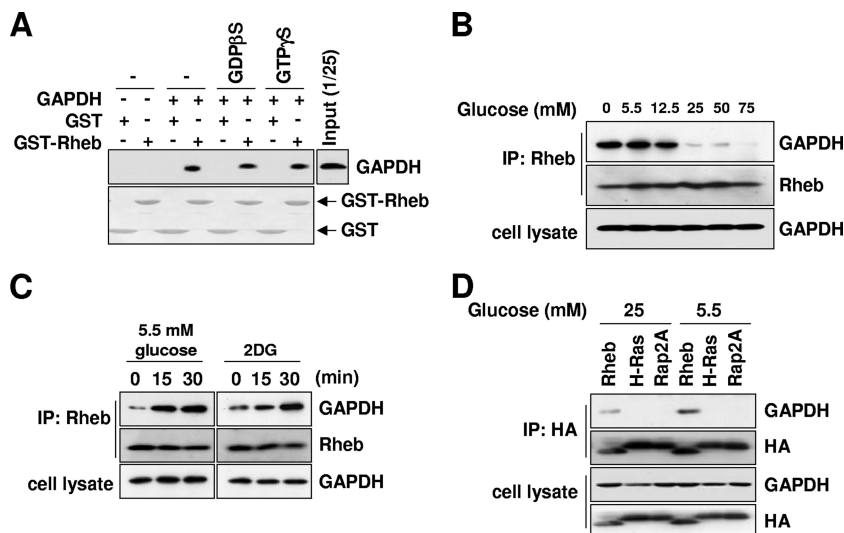 A
- - GDPβS GTPγS Input (1/25)
GAPDH - - + + + + + +
GST + - + - + - + -
GST-Rheb - + - + - + - +
GAPDH
GST-Rheb
GST
B
Glucose (mM) 0 5.5 12.5 25 50 75
IP: Rheb
GAPDH
Rheb
cell lysate GAPDH
C
5.5 mM
glucose 2DG
0 15 30 0 15 30 (min)
IP: Rheb
GAPDH
Rheb
cell lysate GAPDH
D
Glucose (mM) 25 5.5
Rheb H-Ras Rap2A Rheb H-Ras Rap2A
IP: HA
GAPDH
HA
cell lysate
GAPDH
HA